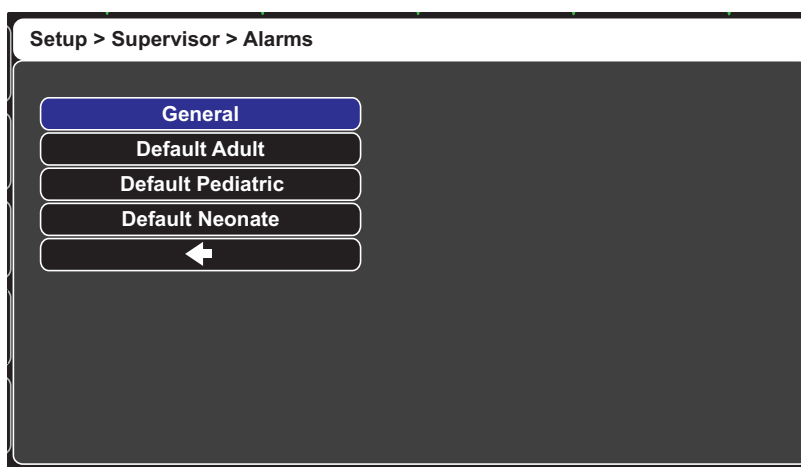 Setup > Supervisor > Alarms
General
Default Adult
Default Pediatric
Default Neonate